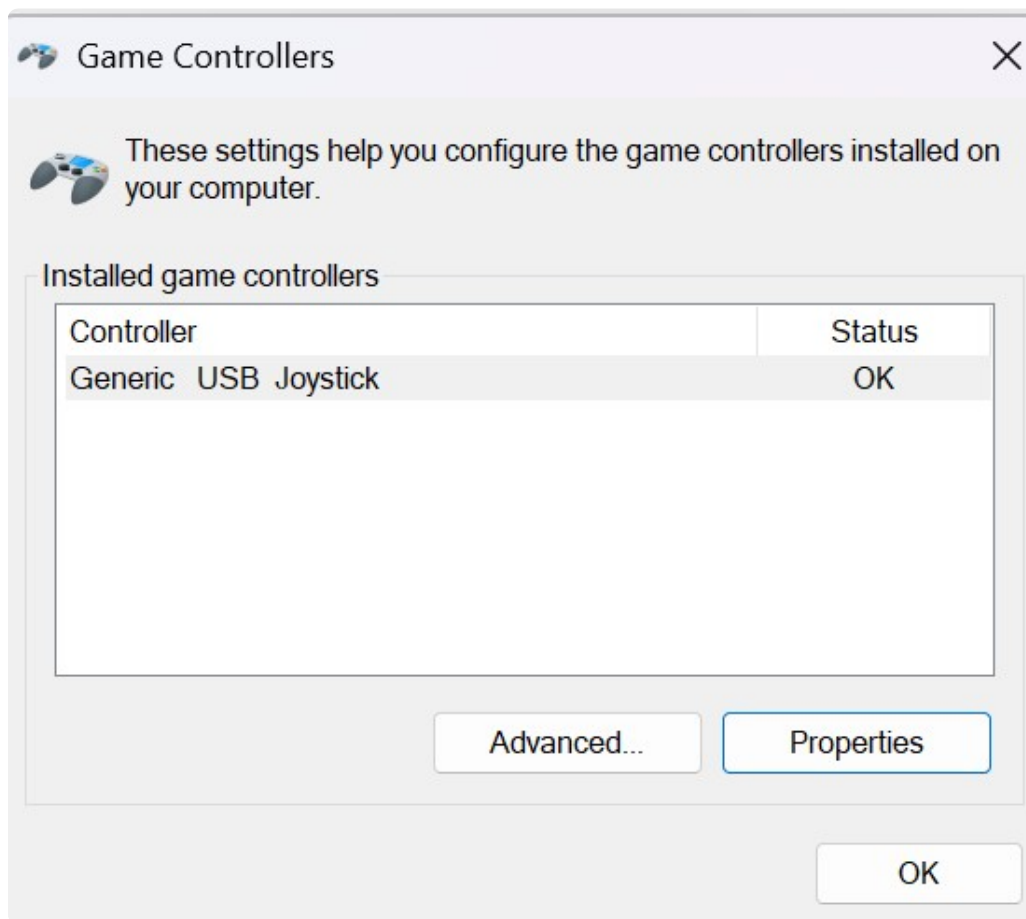 Game Controllers
These settings help you configure the game controllers installed on
your computer.
Installed game controllers
Controller Status
Generic USB Joystick OK
Advanced... Properties
OK